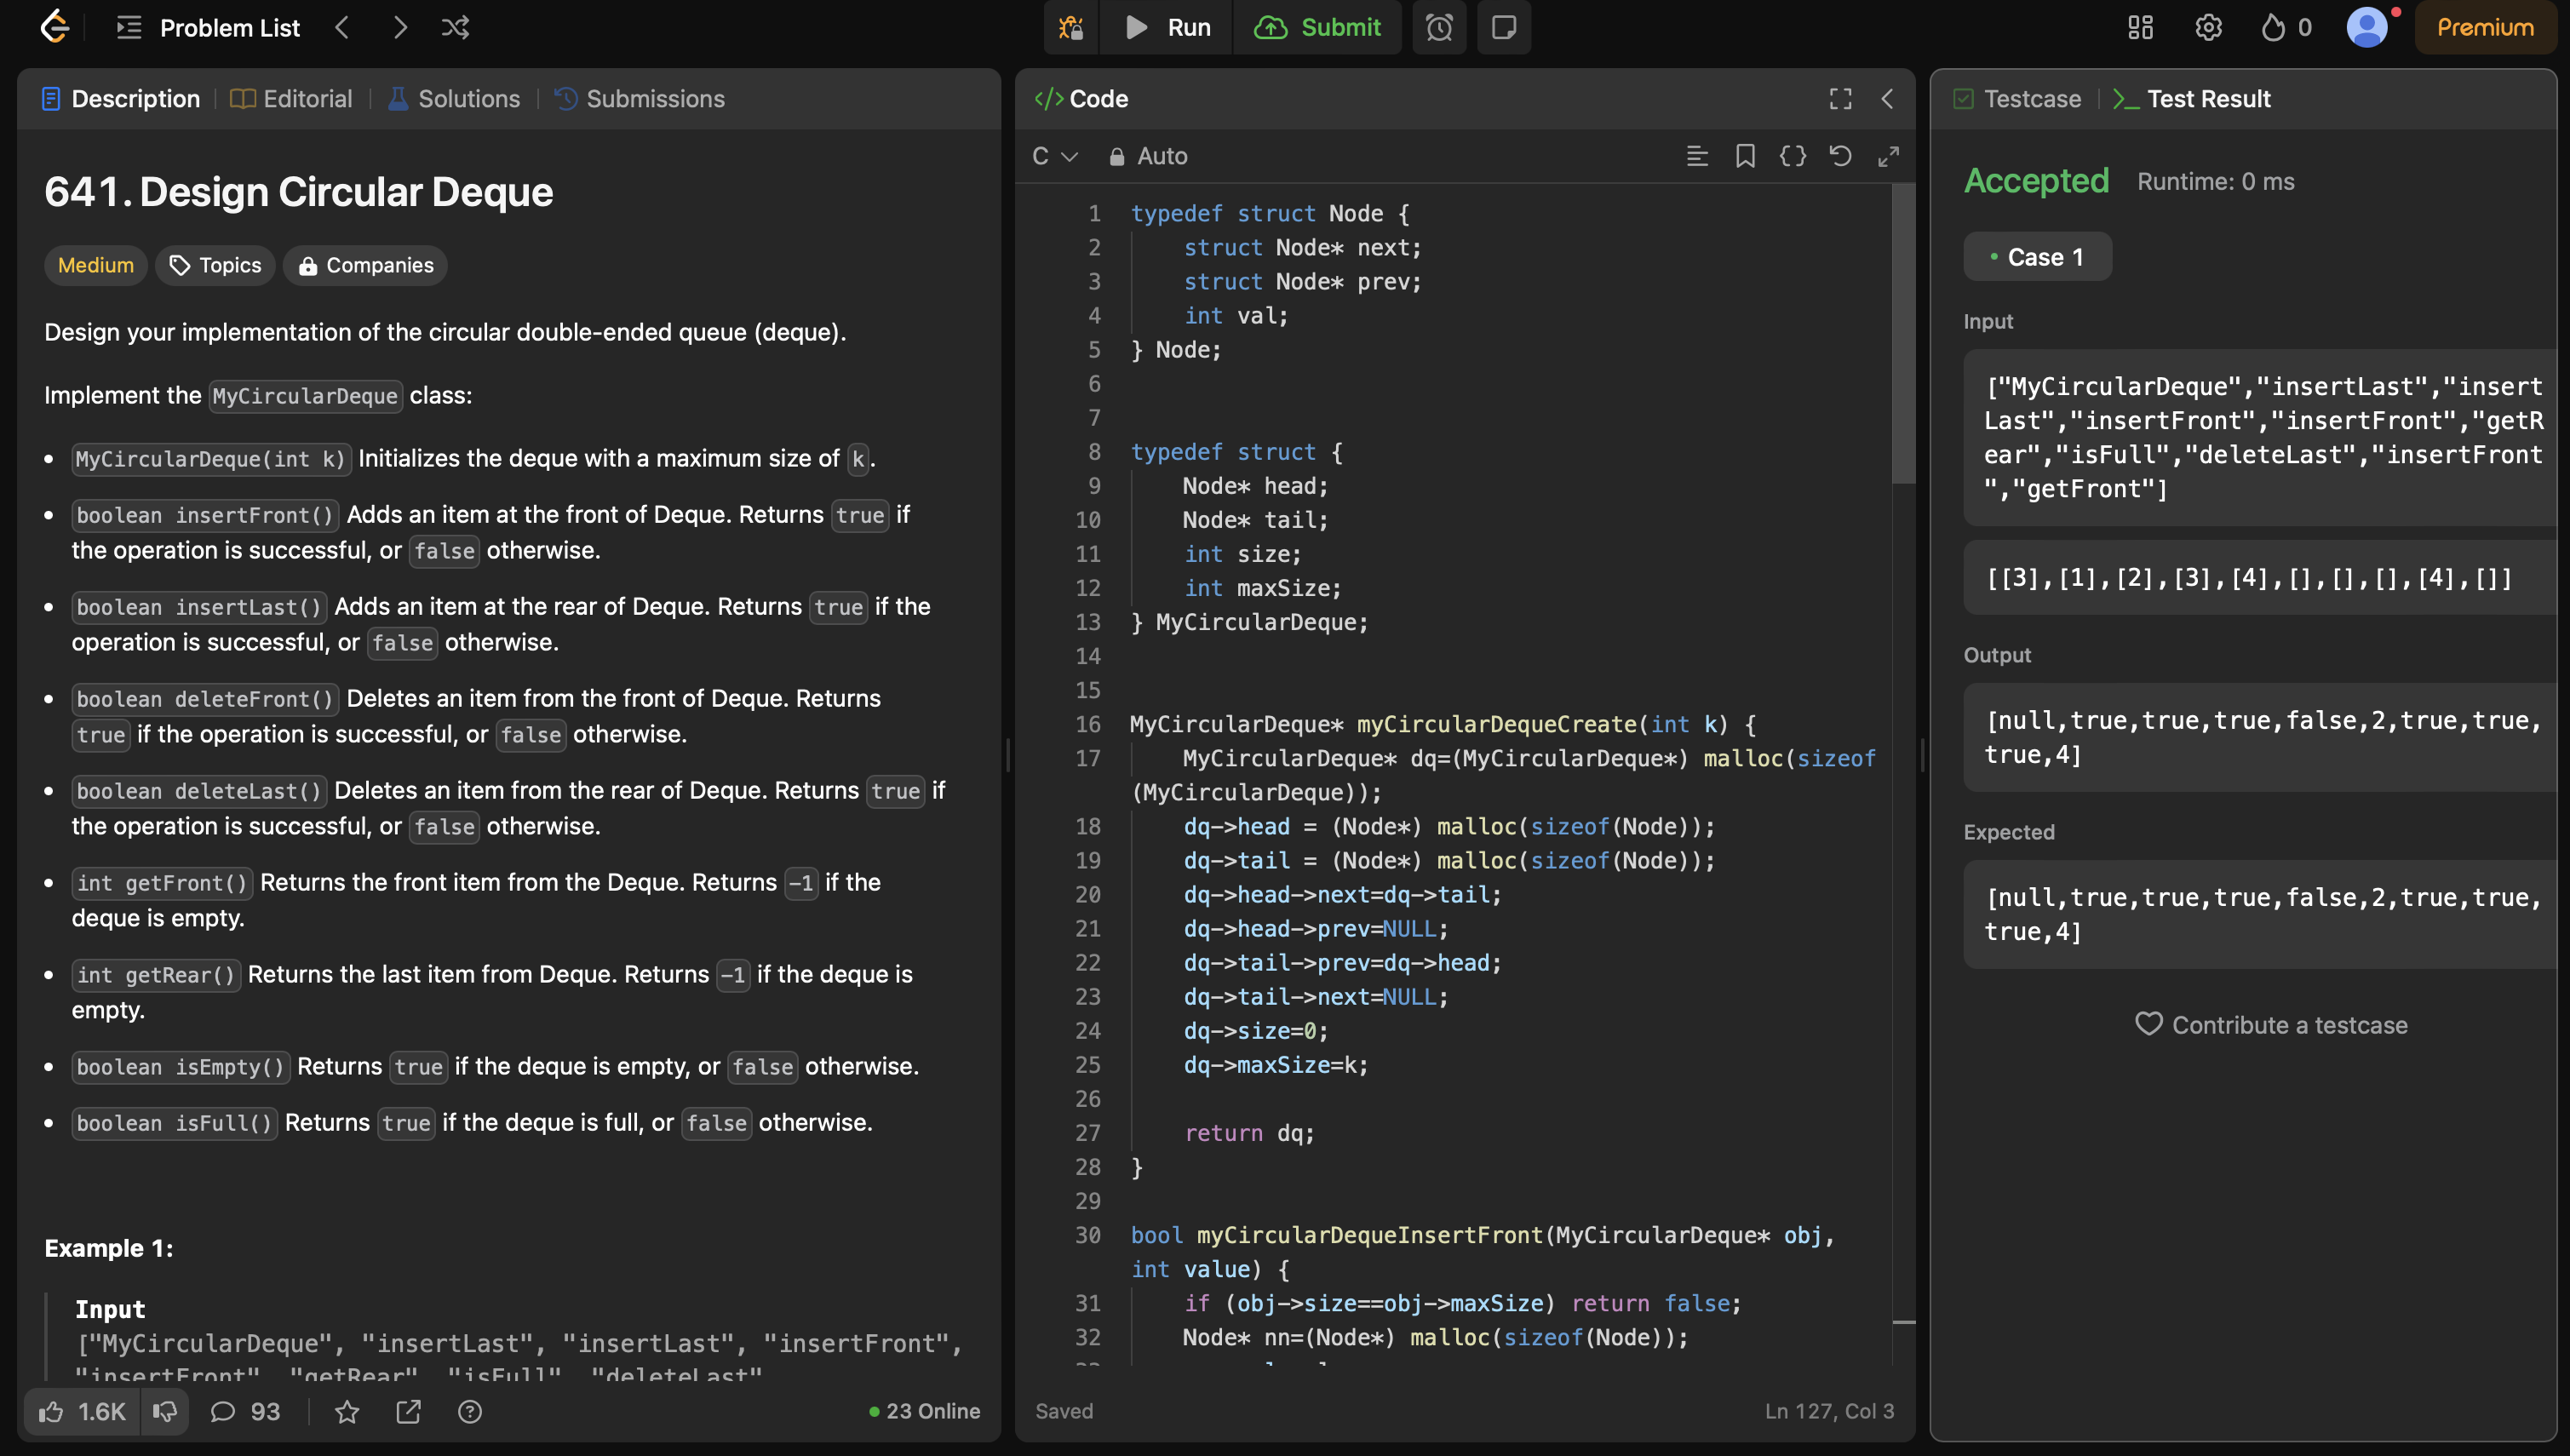 Problem List
Run
Submit
0
Premium
Description
Editorial
Solutions
Submissions
641. Design Circular Deque
Medium
Topics
Companies
Design your implementation of the circular double-ended queue (deque).
Implement the MyCircularDeque class:
• MyCircularDeque(int k) Initializes the deque with a maximum size of k.
• boolean insertFront() Adds an item at the front of Deque. Returns true if
the operation is successful, or false otherwise.
• boolean insertLast() Adds an item at the rear of Deque. Returns true if the
operation is successful, or false otherwise.
• boolean deleteFront() Deletes an item from the front of Deque. Returns
true if the operation is successful, or false otherwise.
• boolean deleteLast() Deletes an item from the rear of Deque. Returns true if
the operation is successful, or false otherwise.
• int getFront() Returns the front item from the Deque. Returns -1 if the
deque is empty.
• int getRear() Returns the last item from Deque. Returns -1 if the deque is
empty.
• boolean isEmpty() Returns true if the deque is empty, or false otherwise.
• boolean isFull() Returns true if the deque is full, or false otherwise.
Example 1:
Input
["MyCircularDeque", "insertLast", "insertLast", "insertFront",
"insertFront", "getRear", "isFull", "deleteLast"
1.6K
93
23 Online
</> Code
C
Auto
1 typedef struct Node {
2 struct Node* next;
3 struct Node* prev;
4 int val;
5 } Node;
6
7
8 typedef struct {
9 Node* head;
10 Node* tail;
11 int size;
12 int maxSize;
13 } MyCircularDeque;
14
15
16 MyCircularDeque* myCircularDequeCreate(int k) {
17 MyCircularDeque* dq=(MyCircularDeque*) malloc(sizeof
(MyCircularDeque));
18 dq->head = (Node*) malloc(sizeof(Node));
19 dq->tail = (Node*) malloc(sizeof(Node));
20 dq->head->next=dq->tail;
21 dq->head->prev=NULL;
22 dq->tail->prev=dq->head;
23 dq->tail->next=NULL;
24 dq->size=0;
25 dq->maxSize=k;
26
27 return dq;
28 }
29
30 bool myCircularDequeInsertFront(MyCircularDeque* obj,
int value) {
31 if (obj->size==obj->maxSize) return false;
32 Node* nn=(Node*) malloc(sizeof(Node));
Saved
Ln 127, Col 3
Testcase
Test Result
Accepted
Runtime: 0 ms
• Case 1
Input
["MyCircularDeque","insertLast","insert
Last","insertFront","insertFront","getR
ear","isFull","deleteLast","insertFront
","getFront"]
[[3],[1],[2],[3],[4],[],[],[],[4],[]]
Output
[null,true,true,true,false,2,true,true,
true,4]
Expected
[null,true,true,true,false,2,true,true,
true,4]
Contribute a testcase